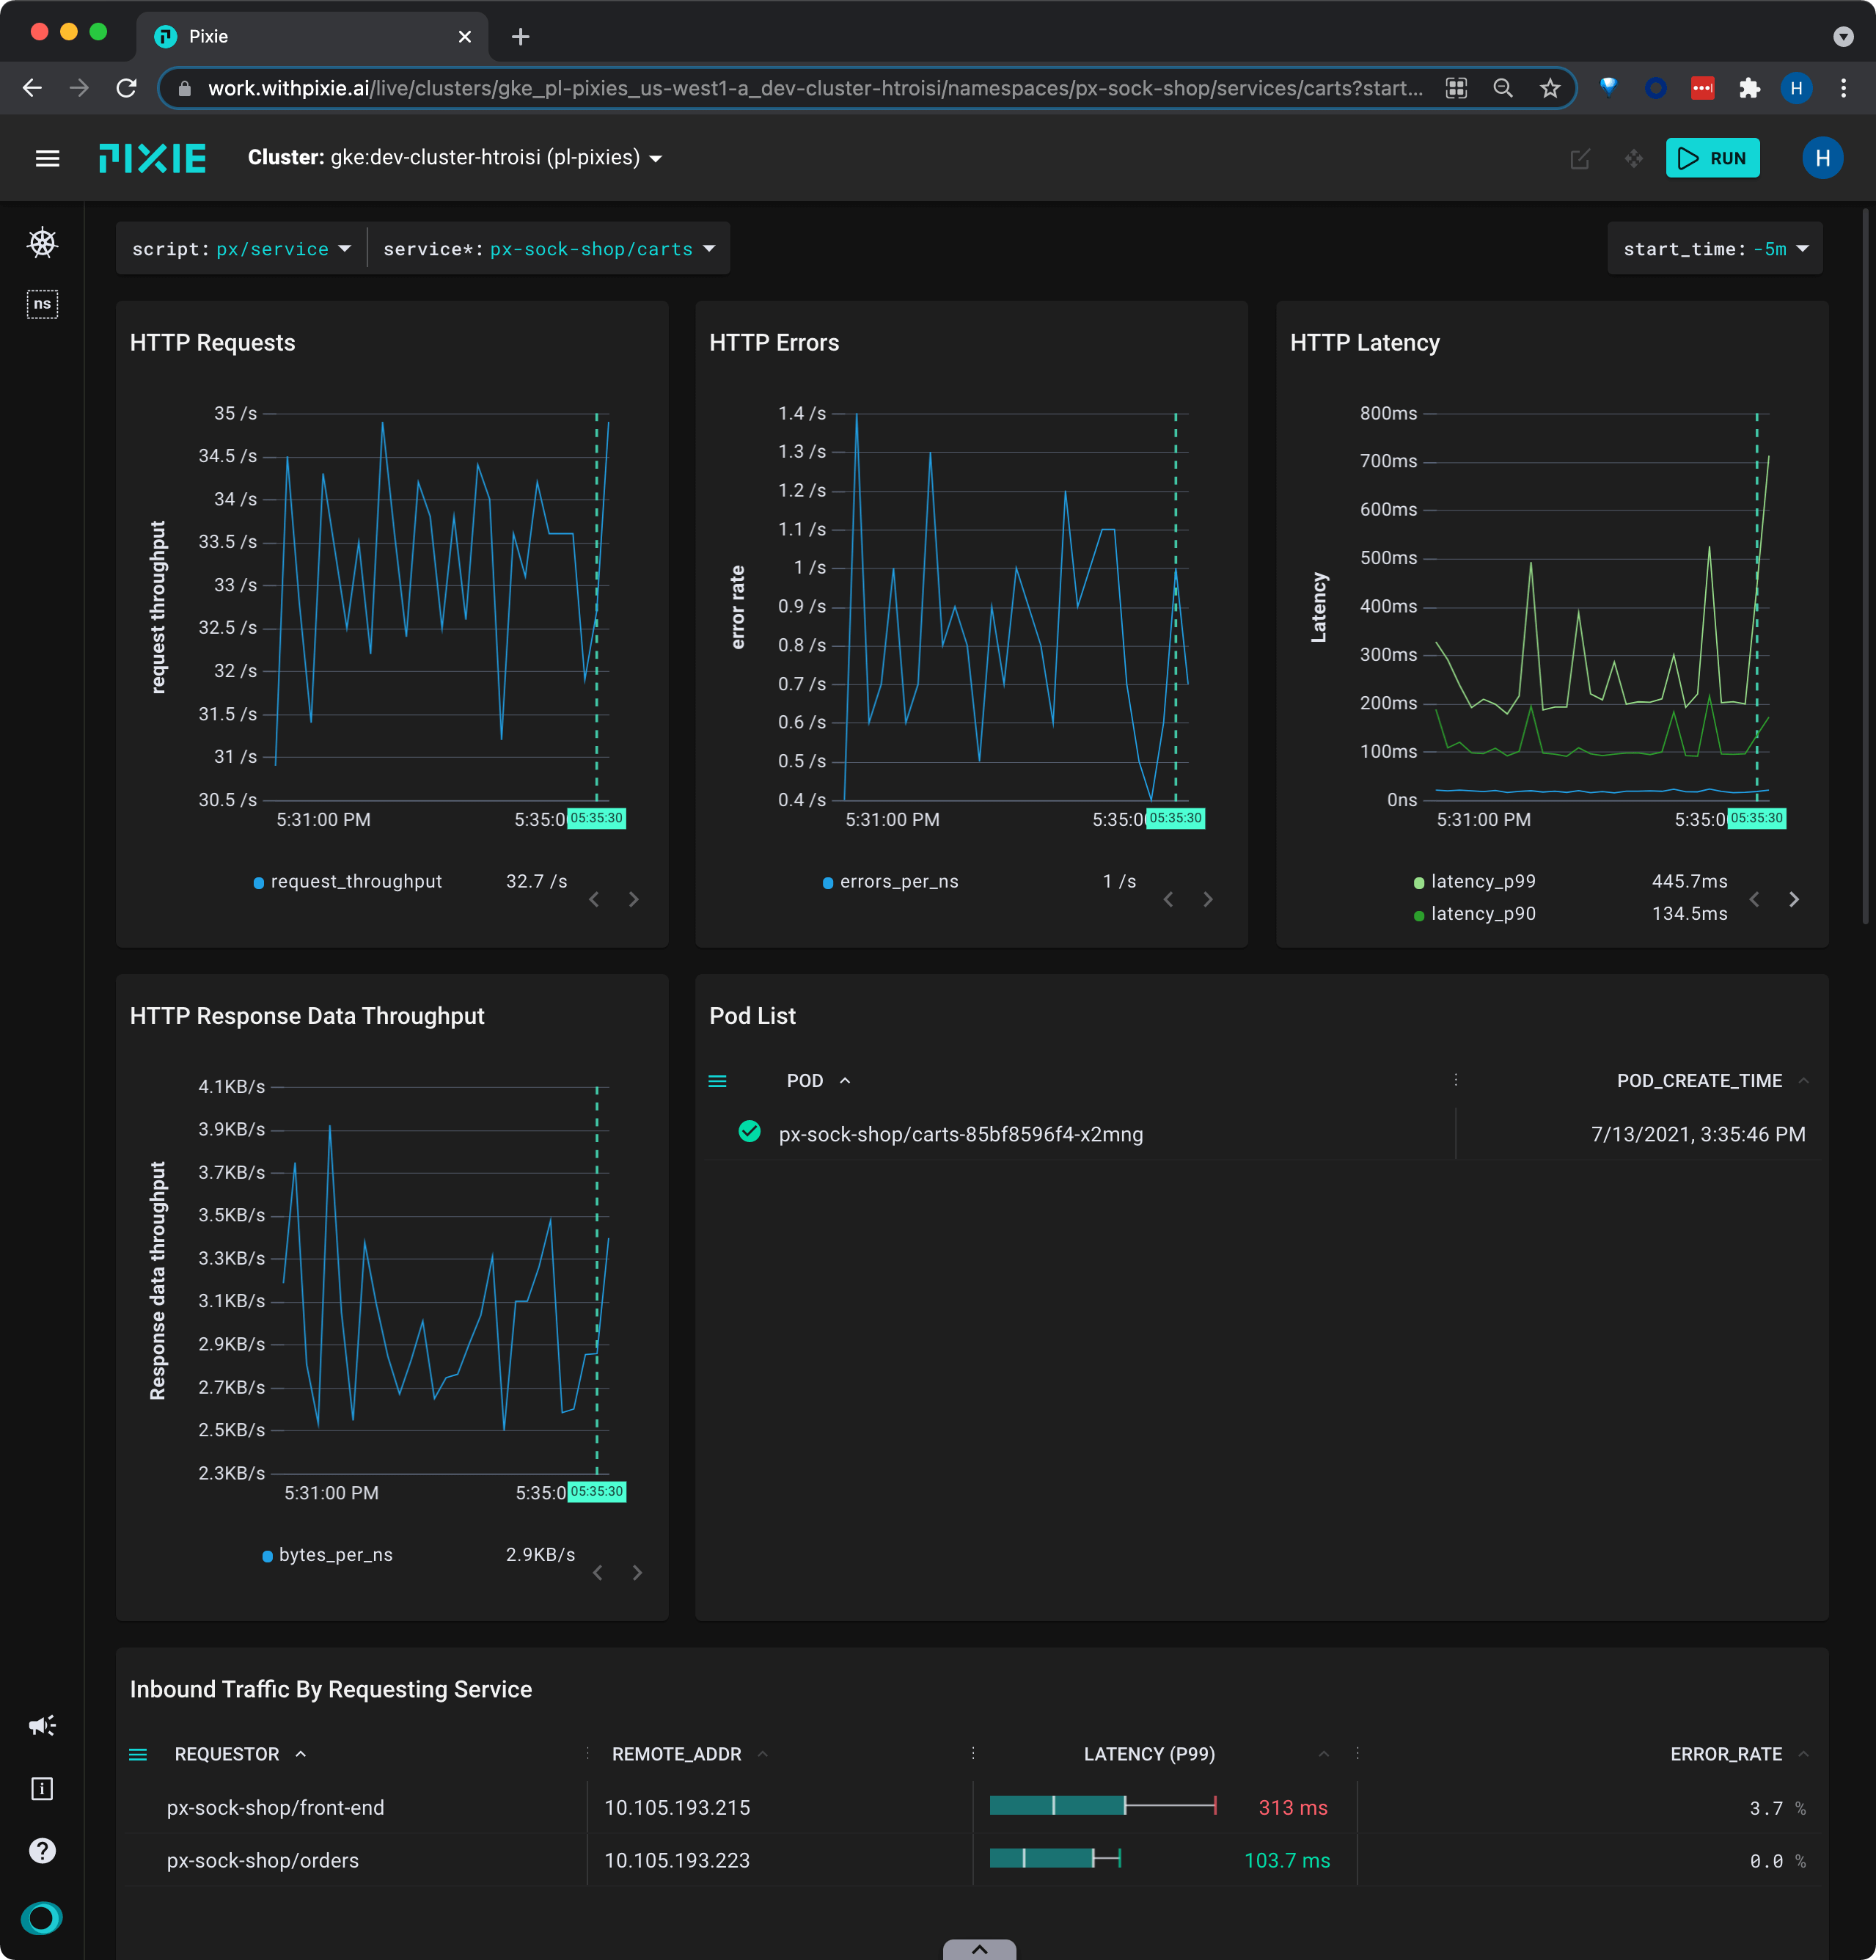 Pixie
work.withpixie.ai/live/clusters/gke_pl-pixies_us-west1-a_dev-cluster-htroisi/namespaces/px-sock-shop/services/carts?start...
H
PIXIE
Cluster: gke:dev-cluster-htroisi (pl-pixies)
RUN
H
script: px/service
service*: px-sock-shop/carts
start_time: -5m
ns
HTTP Requests
35 /s
34.5 /s
34 /s
33.5 /s
33 /s
32.5 /s
32 /s
31.5 /s
31 /s
30.5 /s
request throughput
5:31:00 PM
5:35:0
05:35:30
request_throughput
32.7 /s
HTTP Errors
1.4 /s
1.3 /s
1.2 /s
1.1 /s
1 /s
0.9 /s
0.8 /s
0.7 /s
0.6 /s
0.5 /s
0.4 /s
error rate
5:31:00 PM
5:35:00
05:35:30
errors_per_ns
1 /s
HTTP Latency
800ms
700ms
600ms
500ms
400ms
300ms
200ms
100ms
0ns
Latency
5:31:00 PM
5:35:0
05:35:30
latency_p99
445.7ms
latency_p90
134.5ms
HTTP Response Data Throughput
4.1KB/s
3.9KB/s
3.7KB/s
3.5KB/s
3.3KB/s
3.1KB/s
2.9KB/s
2.7KB/s
2.5KB/s
2.3KB/s
Response data throughput
5:31:00 PM
5:35:0
05:35:30
bytes_per_ns
2.9KB/s
Pod List
POD
POD_CREATE_TIME
px-sock-shop/carts-85bf8596f4-x2mng
7/13/2021, 3:35:46 PM
Inbound Traffic By Requesting Service
REQUESTOR
REMOTE_ADDR
LATENCY (P99)
ERROR_RATE
px-sock-shop/front-end
10.105.193.215
313 ms
3.7 %
px-sock-shop/orders
10.105.193.223
103.7 ms
0.0 %